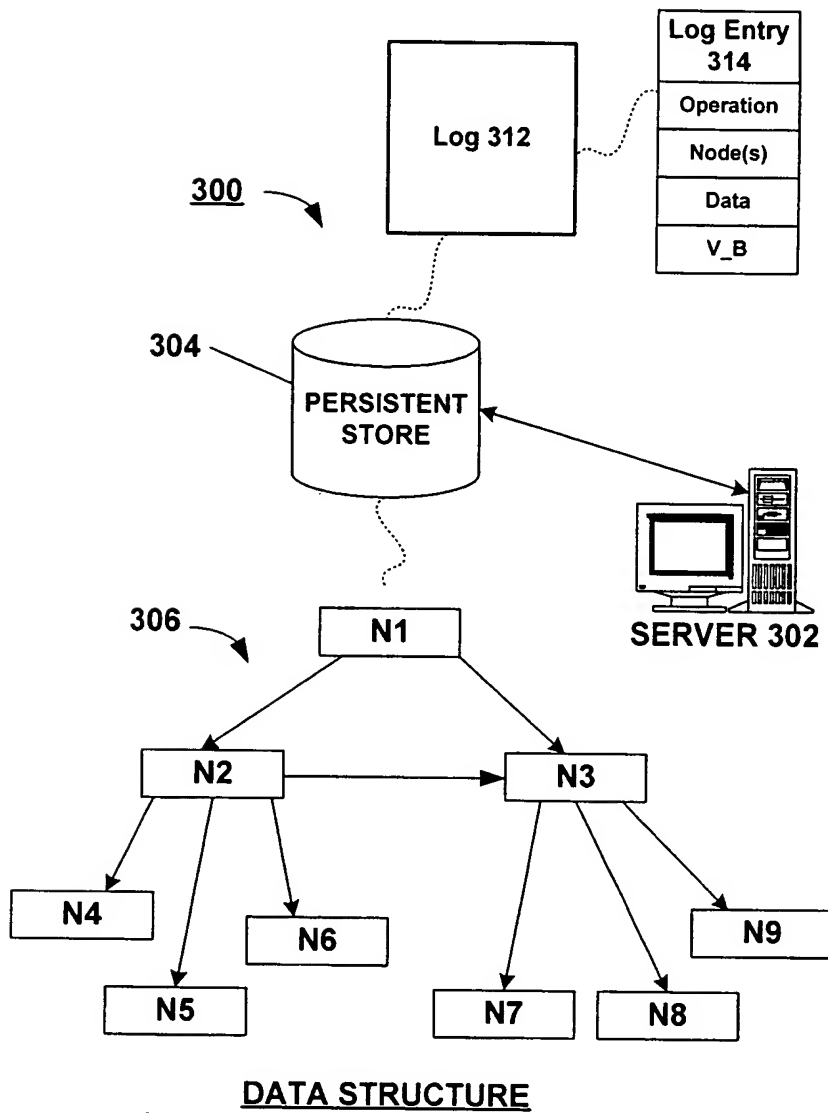 Log Entry
314
Operation
Node(s)
Data
V_B
Log 312
300
304
PERSISTENT
STORE
SERVER 302
306
N1
N2
N3
N4
N5
N6
N7
N8
N9
DATA STRUCTURE